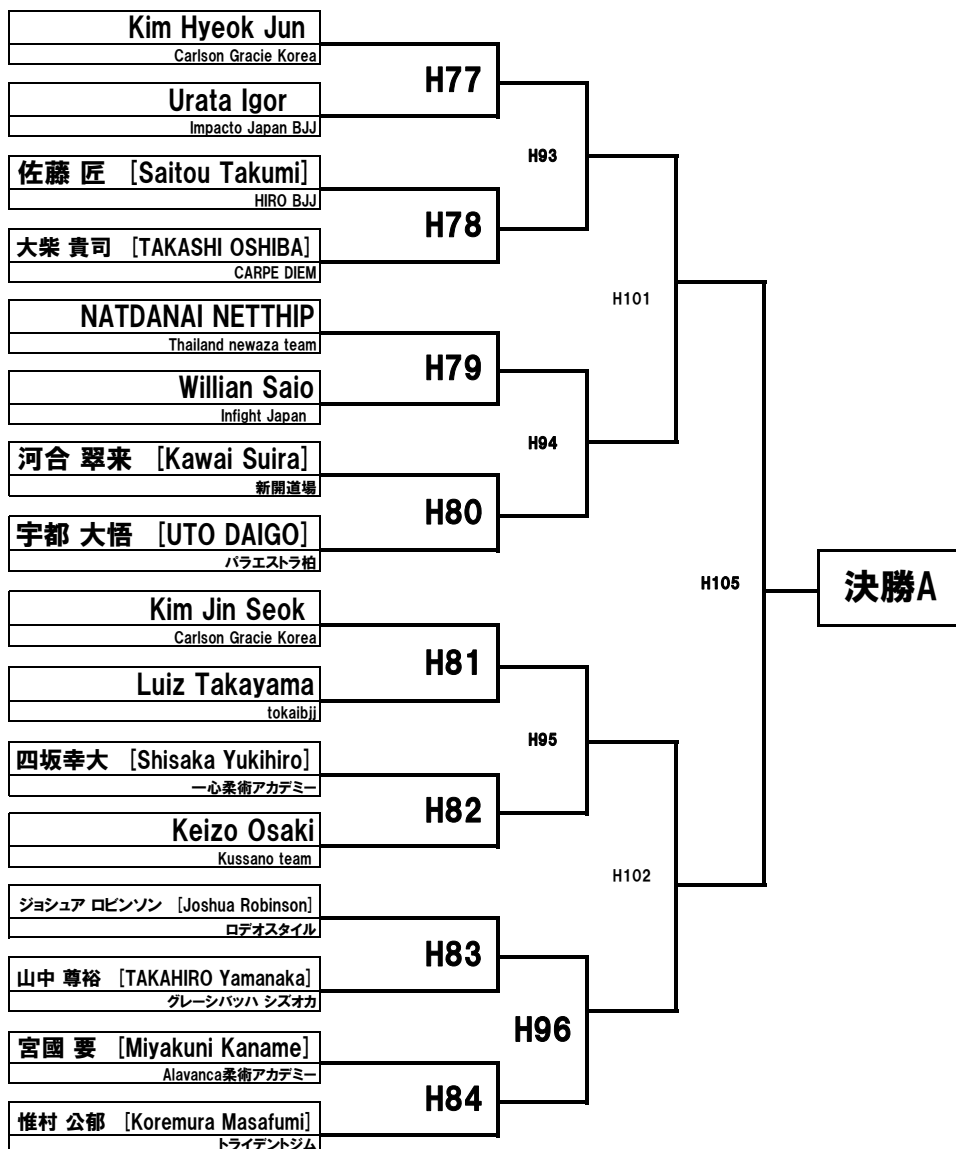 Kim Hyeok Jun
Carlson Gracie Korea
H77
Urata Igor
Impacto Japan BJJ
H93
佐藤 匠 [Saitou Takumi]
HIRO BJJ
H78
大柴 貴司 [TAKASHI OSHIBA]
CARPE DIEM
H101
NATDANAI NETTHIP
Thailand newaza team
H79
Willian Saio
Infight Japan
H94
河合 翠来 [Kawai Suira]
新開道場
H80
宇都 大悟 [UTO DAIGO]
パラエストラ柏
H105
決勝A
Kim Jin Seok
Carlson Gracie Korea
H81
Luiz Takayama
tokaibjj
H95
四坂幸大 [Shisaka Yukihiro]
一心柔術アカデミー
H82
Keizo Osaki
Kussano team
H102
ジョシュア ロビンソン [Joshua Robinson]
ロデオスタイル
H83
山中 尊裕 [TAKAHIRO Yamanaka]
グレーシバッハ シズオカ
H96
宮國 要 [Miyakuni Kaname]
Alavanca柔術アカデミー
H84
惟村 公郁 [Koremura Masafumi]
トライデントジム